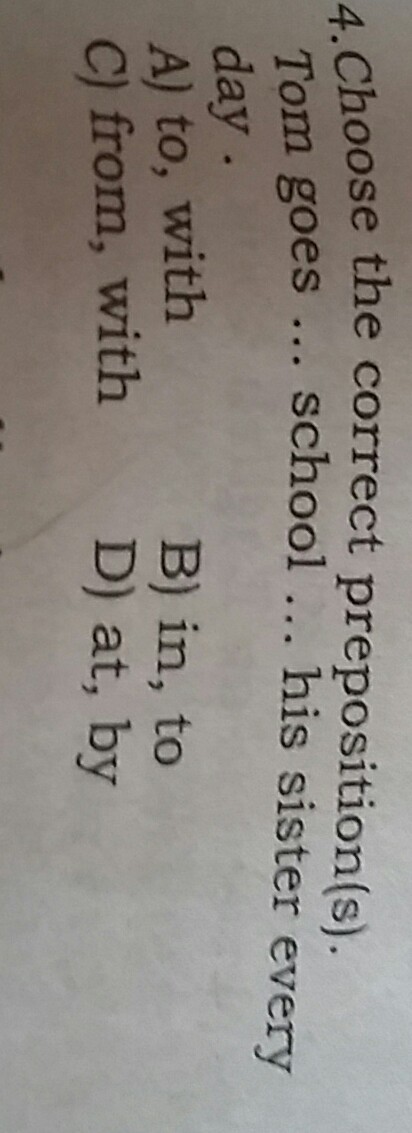 4.Choose the correct preposition(s).
Tom goes ... school ... his sister every
day .
A) to, with B) in, to
C) from, with D) at, by